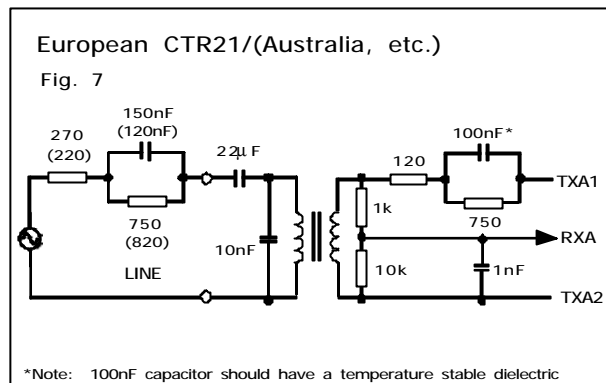 European CTR21/(Australia, etc.)
Fig. 7
150nF
(120nF)
270
(220)
22µF
100nF*
120
TXA1
750
(820)
1k
750
10nF
RXA
LINE
10k
1nF
TXA2
*Note: 100nF capacitor should have a temperature stable dielectric